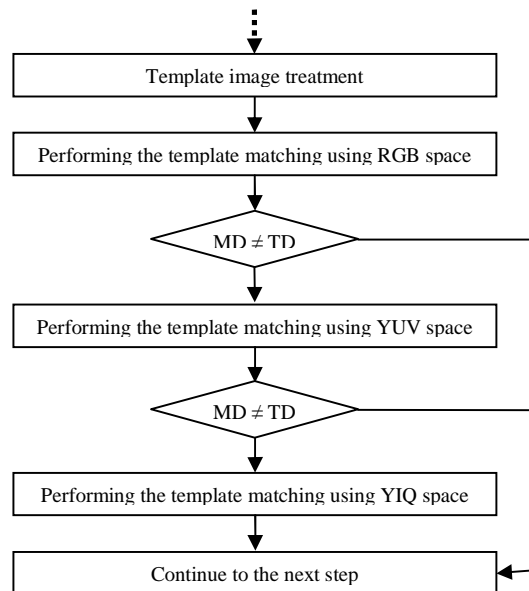 Template image treatment
Performing the template matching using RGB space
MD ≠ TD
Performing the template matching using YUV space
MD ≠ TD
Performing the template matching using YIQ space
Continue to the next step